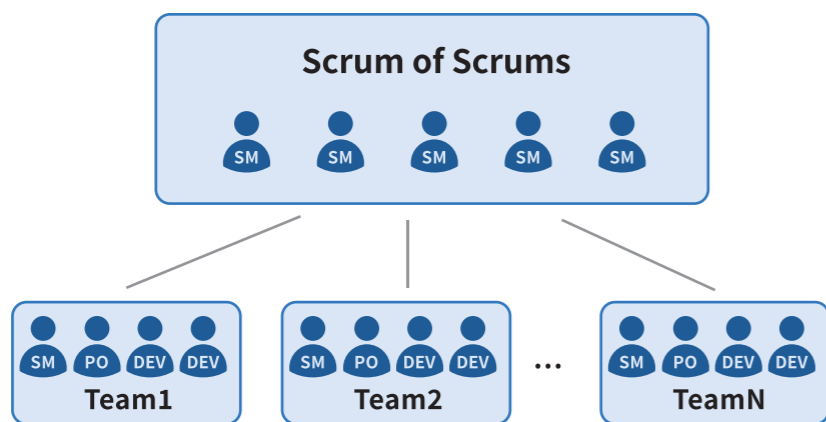 Scrum of Scrums
SM SM SM SM SM
SM PO DEV DEV SM PO DEV DEV ... SM PO DEV DEV
Team1 Team2 TeamN